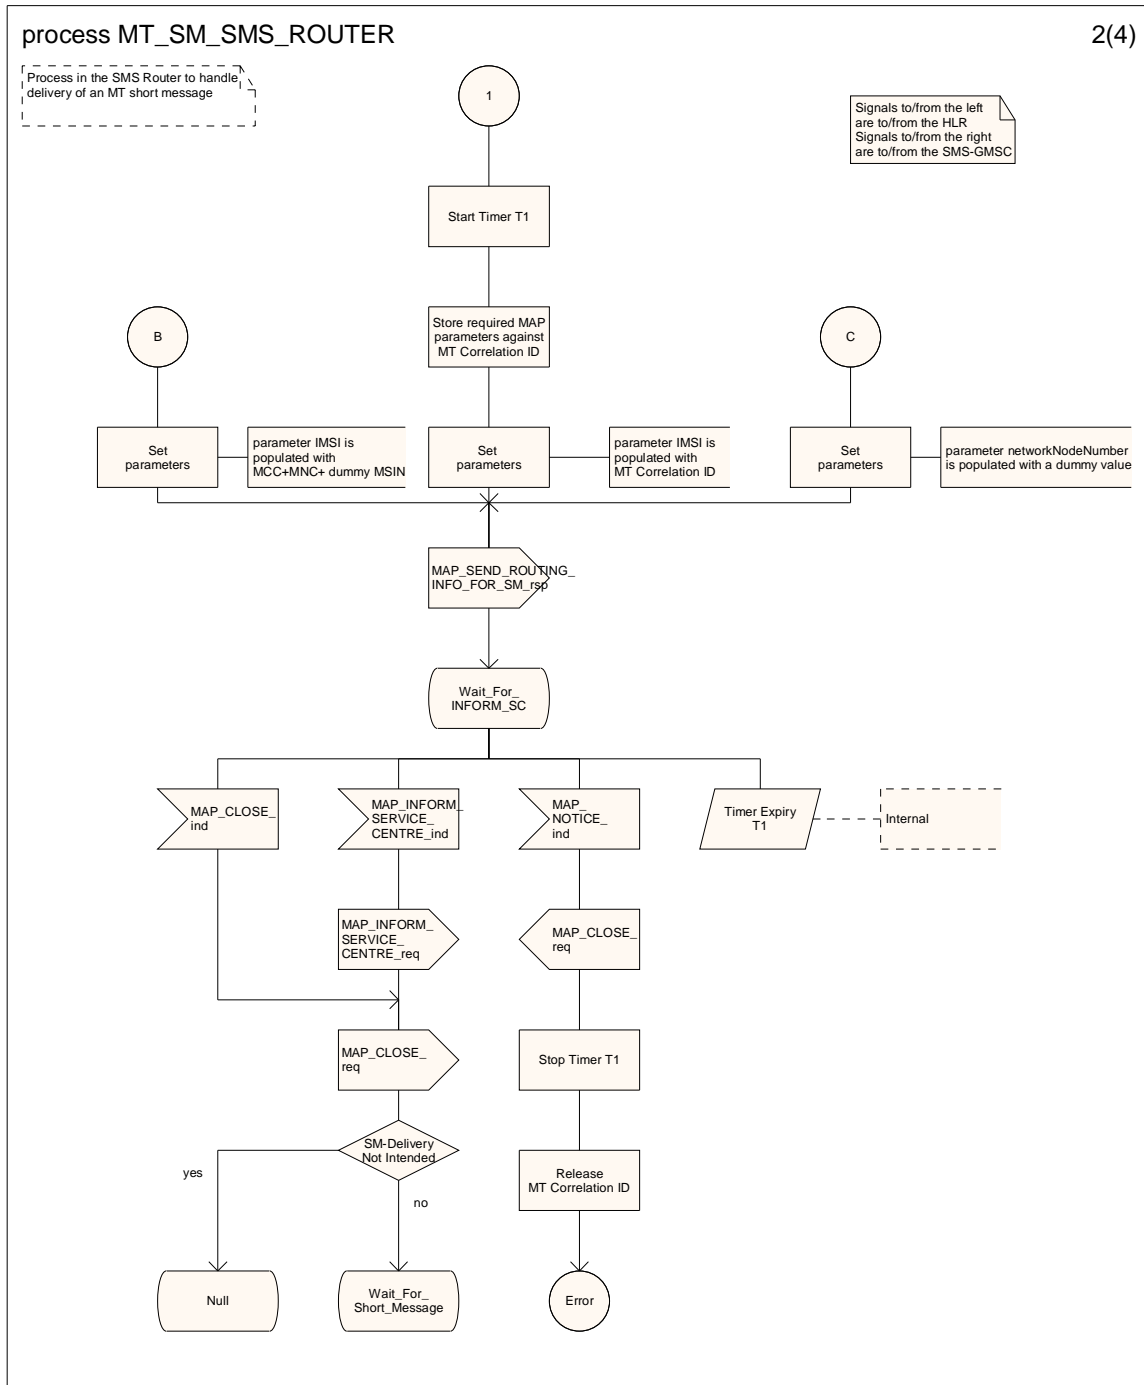 process MT_SM_SMS_ROUTER
2(4)
Process in the SMS Router to handle
delivery of an MT short message
1
Signals to/from the left
are to/from the HLR
Signals to/from the right
are to/from the SMS-GMSC
Start Timer T1
B
Store required MAP
parameters against
MT Correlation ID
C
Set
parameters
parameter IMSI is
populated with
MCC+MNC+ dummy MSIN
Set
parameters
parameter IMSI is
populated with
MT Correlation ID
Set
parameters
parameter networkNodeNumber
is populated with a dummy value
MAP_SEND_ROUTING_
INFO_FOR_SM_rsp
Wait_For_
INFORM_SC
MAP_CLOSE_
ind
MAP_INFORM_
SERVICE_
CENTRE_ind
MAP_
NOTICE_
ind
Timer Expiry
T1
Internal
MAP_INFORM_
SERVICE_
CENTRE_req
MAP_CLOSE_
req
MAP_CLOSE_
req
Stop Timer T1
SM-Delivery
Not Intended
yes
no
Release
MT Correlation ID
Null
Wait_For_
Short_Message
Error